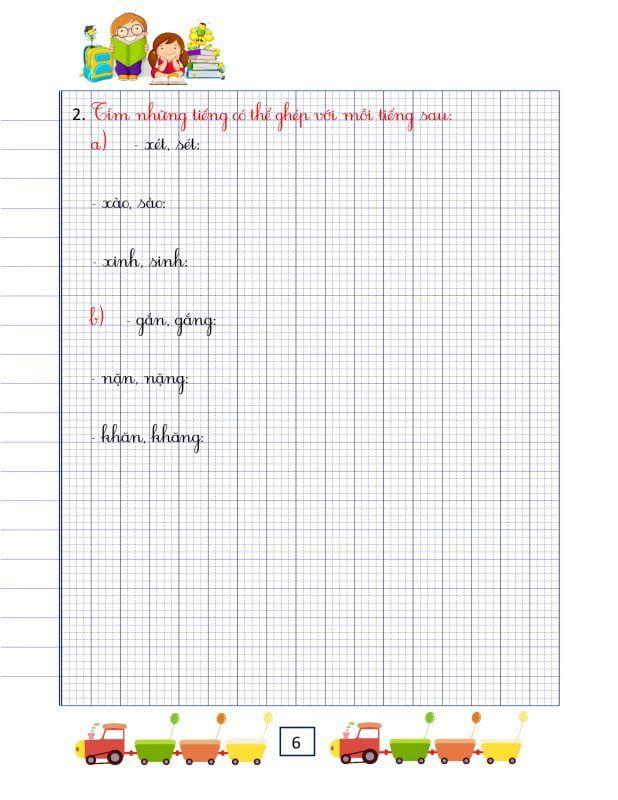 2. Tìm những tiếng có thể ghép với mỗi tiếng sau:
a) - xét, sét:
- xào, sào:
- xinh, sinh:
b) - gắn, gắng:
- nặn, nặng:
- khăn, khăng:
6